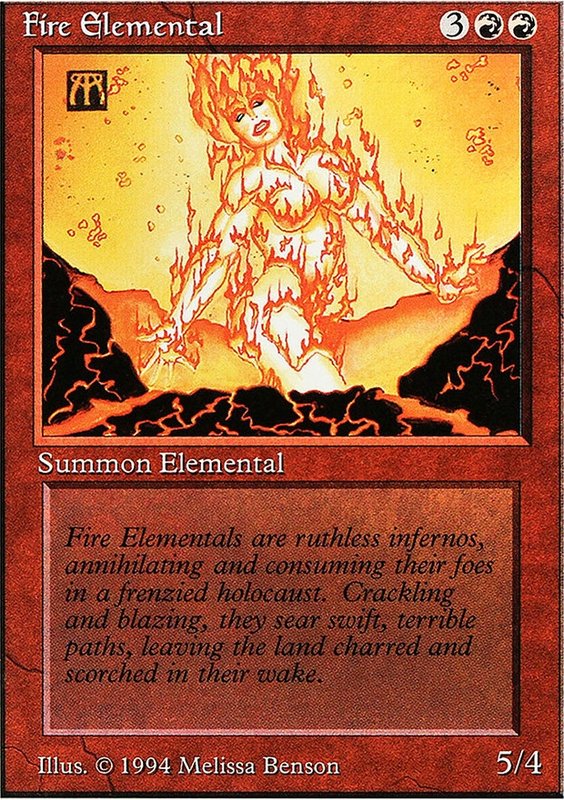 Fire Elemental 3
Summon Elemental
Fire Elementals are ruthless infernos,
annihilating and consuming their foes
in a frenzied holocaust. Crackling
and blazing, they sear swift, terrible
paths, leaving the land charred and
scorched in their wake.
Illus. © 1994 Melissa Benson 5/4